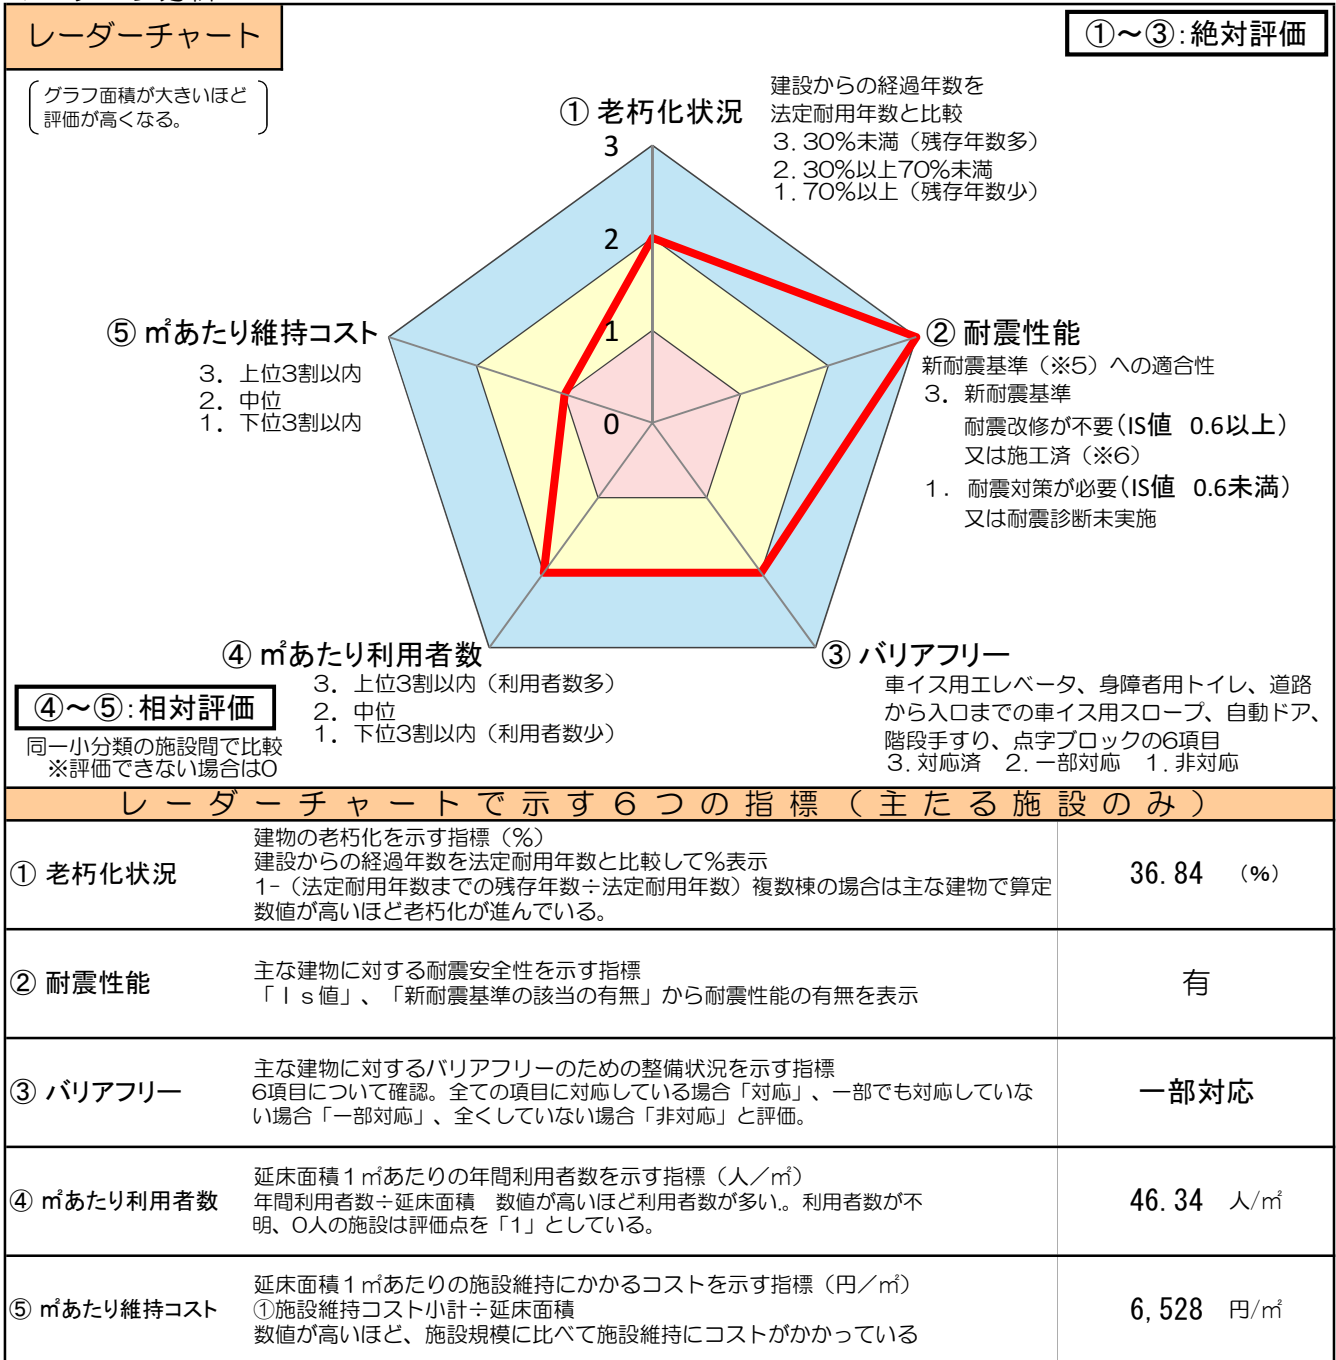 レーダーチャート
①～③:絶対評価
グラフ面積が大きいほど
評価が高くなる。
① 老朽化状況
建設からの経過年数を
法定耐用年数と比較
3．30%未満（残存年数多）
2．30%以上70%未満
1．70%以上（残存年数少）
3
2
1
0
② 耐震性能
新耐震基準（※5）への適合性
3．新耐震基準
耐震改修が不要(IS値 0.6以上)
又は施工済（※6）
1．耐震対策が必要(IS値 0.6未満)
又は耐震診断未実施
⑤ ㎡あたり維持コスト
3．上位3割以内
2．中位
1．下位3割以内
④ ㎡あたり利用者数
3．上位3割以内（利用者数多）
2．中位
1．下位3割以内（利用者数少）
③ バリアフリー
車イス用エレベータ、身障者用トイレ、道路
から入口までの車イス用スロープ、自動ドア、
階段手すり、点字ブロックの6項目
3．対応済 2．一部対応 1．非対応
④～⑤:相対評価
同一小分類の施設間で比較
※評価できない場合は0
レーダーチャートで示す６つの指標（主たる施設のみ）
① 老朽化状況
建物の老朽化を示す指標（%）
建設からの経過年数を法定耐用年数と比較して%表示
1-（法定耐用年数までの残存年数÷法定耐用年数）複数棟の場合は主な建物で算定
数値が高いほど老朽化が進んでいる。
36.84 （%）
② 耐震性能
主な建物に対する耐震安全性を示す指標
「Ｉｓ値」、「新耐震基準の該当の有無」から耐震性能の有無を表示
有
③ バリアフリー
主な建物に対するバリアフリーのための整備状況を示す指標
6項目について確認。全ての項目に対応している場合「対応」、一部でも対応していな
い場合「一部対応」、全くしていない場合「非対応」と評価。
一部対応
④ ㎡あたり利用者数
延床面積１㎡あたりの年間利用者数を示す指標（人／㎡）
年間利用者数÷延床面積 数値が高いほど利用者数が多い。利用者数が不
明、0人の施設は評価点を「1」としている。
46.34 人/㎡
⑤ ㎡あたり維持コスト
延床面積１㎡あたりの施設維持にかかるコストを示す指標（円／㎡）
①施設維持コスト小計÷延床面積
数値が高いほど、施設規模に比べて施設維持にコストがかかっている
6,528 円/㎡